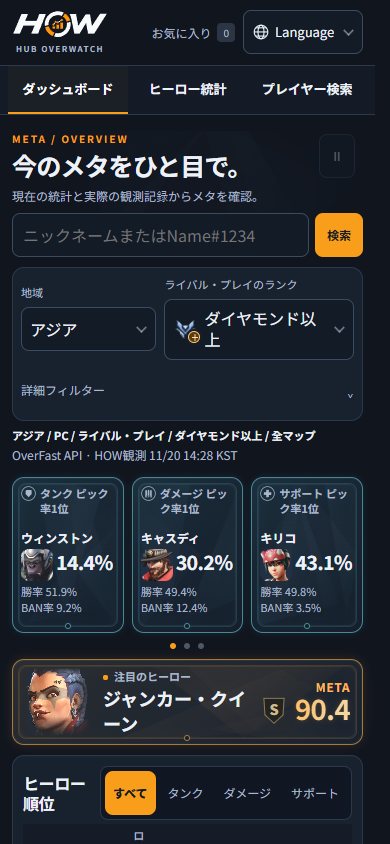 HOW
HUB OVERWATCH
お気に入り 0
Language
ダッシュボード ヒーロー統計 プレイヤー検索
META / OVERVIEW
今のメタをひと目で。
現在の統計と実際の観測記録からメタを確認。
ニックネームまたはName#1234
検索
地域
アジア
ライバル・プレイのランク
ダイヤモンド以
上
詳細フィルター
アジア / PC / ライバル・プレイ / ダイヤモンド以上 / 全マップ
OverFast API · HOW観測 11/20 14:28 KST
タンク ピック
率1位
ウィンストン
14.4%
勝率 51.9%
BAN率 9.2%
ダメージ ピッ
ク率1位
キャスディ
30.2%
勝率 49.4%
BAN率 12.4%
サポート ピッ
ク率1位
キリコ
43.1%
勝率 49.8%
BAN率 3.5%
注目のヒーロー
ジャンカー・クイ
ーン
S
META
90.4
ヒーロー
順位
すべて タンク ダメージ サポート
ロ